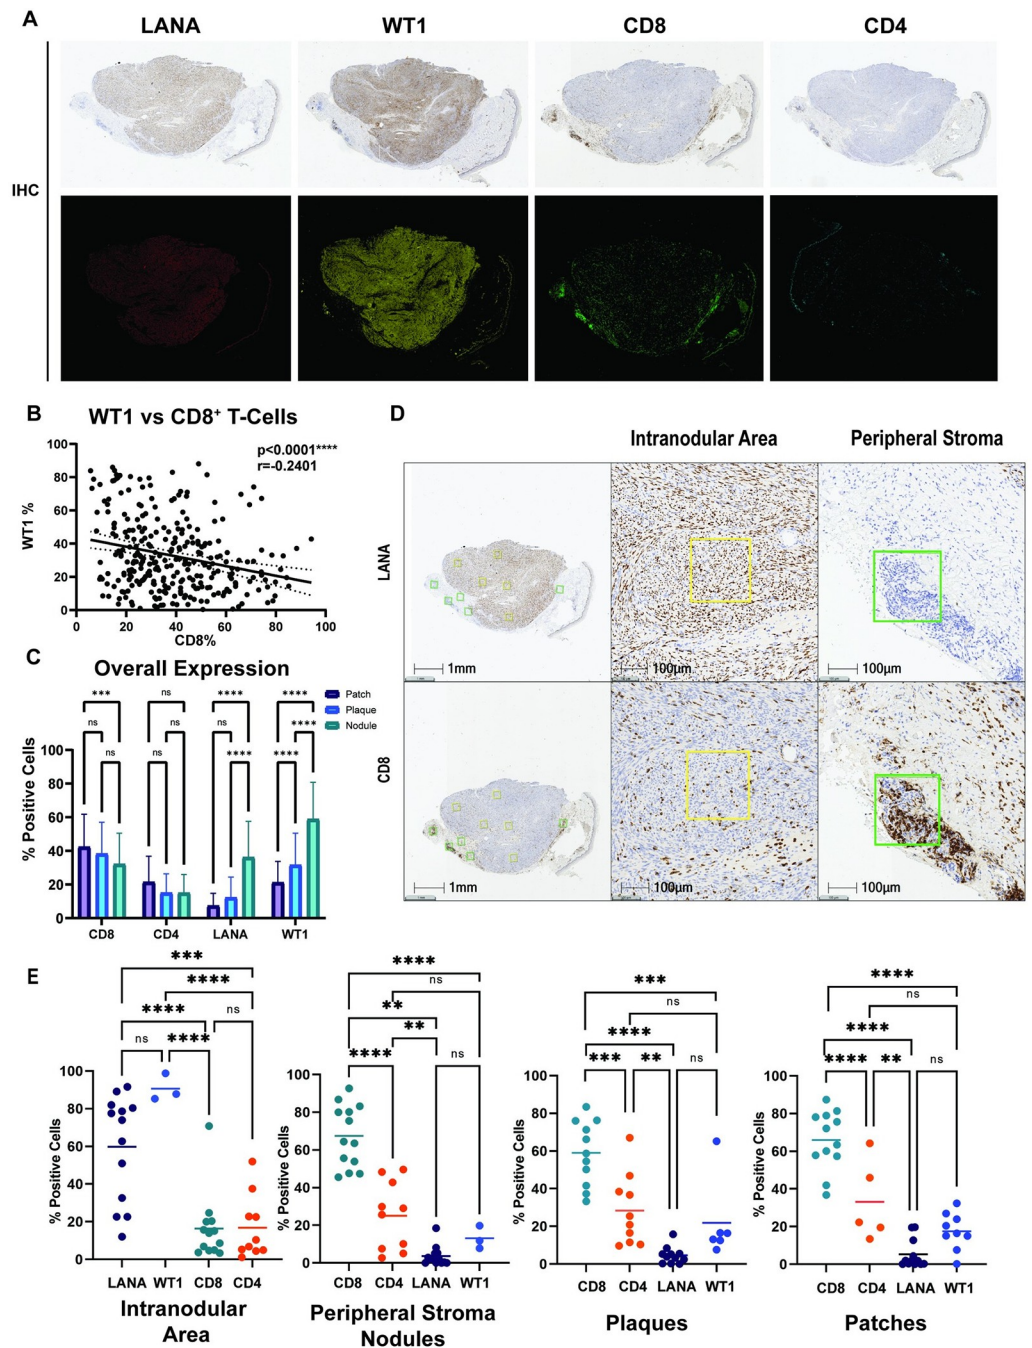 A
LANA
WT1
CD8
CD4
IHC
B
WT1 vs CD8+ T-Cells
p<0.0001****
r=-0.2401
WT1 %
100
80
60
40
20
0
0
20
40
60
80
100
CD8%
C
Overall Expression
Patch
Plaque
Nodule
***
ns
ns
ns
ns
ns
****
ns
****
****
****
****
% Positive Cells
100
80
60
40
20
0
CD8
CD4
LANA
WT1
D
Intranodular Area
Peripheral Stroma
LANA
1mm
100µm
100µm
CD8
1mm
100µm
100µm
E
***
****
****
ns
ns
****
% Positive Cells
100
80
60
40
20
0
LANA
WT1
CD8
CD4
Intranodular
Area
****
ns
**
**
****
ns
% Positive Cells
100
80
60
40
20
0
CD8
CD4
LANA
WT1
Peripheral Stroma
Nodules
***
ns
****
***
**
ns
% Positive Cells
100
80
60
40
20
0
CD8
CD4
LANA
WT1
Plaques
****
ns
****
****
**
ns
% Positive Cells
100
80
60
40
20
0
CD8
CD4
LANA
WT1
Patches